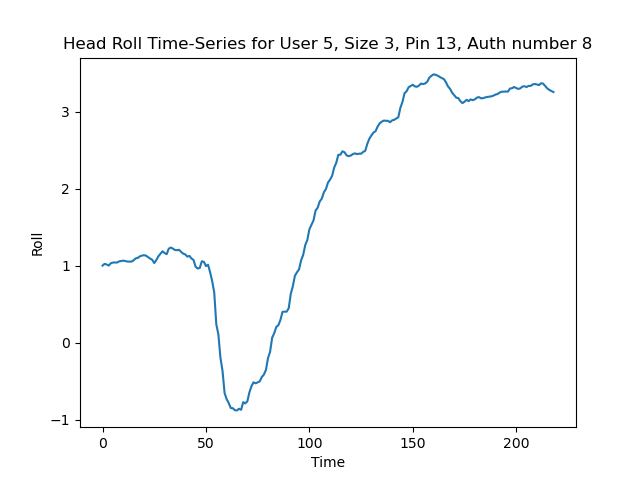 Head Roll Time-Series for User 5, Size 3, Pin 13, Auth number 8
3
2
1
0
−1
Roll
0 50 100 150 200
Time